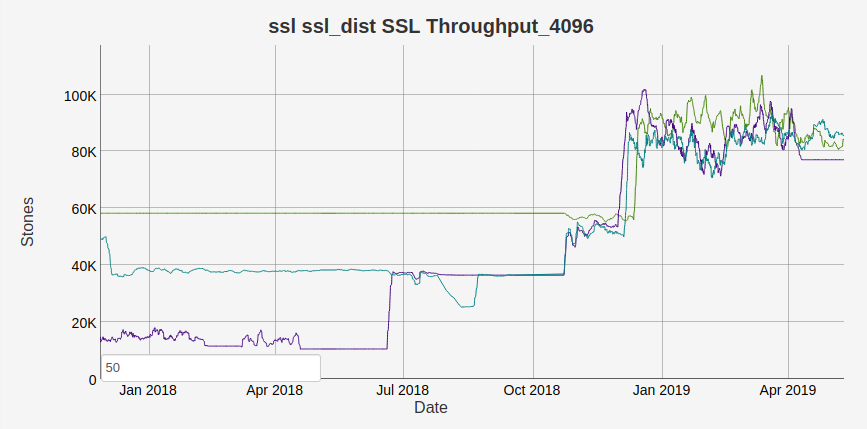 ssl ssl_dist SSL Throughput_4096
100K
80K
60K
40K
20K
0
Stones
50
Jan 2018 Apr 2018 Jul 2018 Oct 2018 Jan 2019 Apr 2019
Date